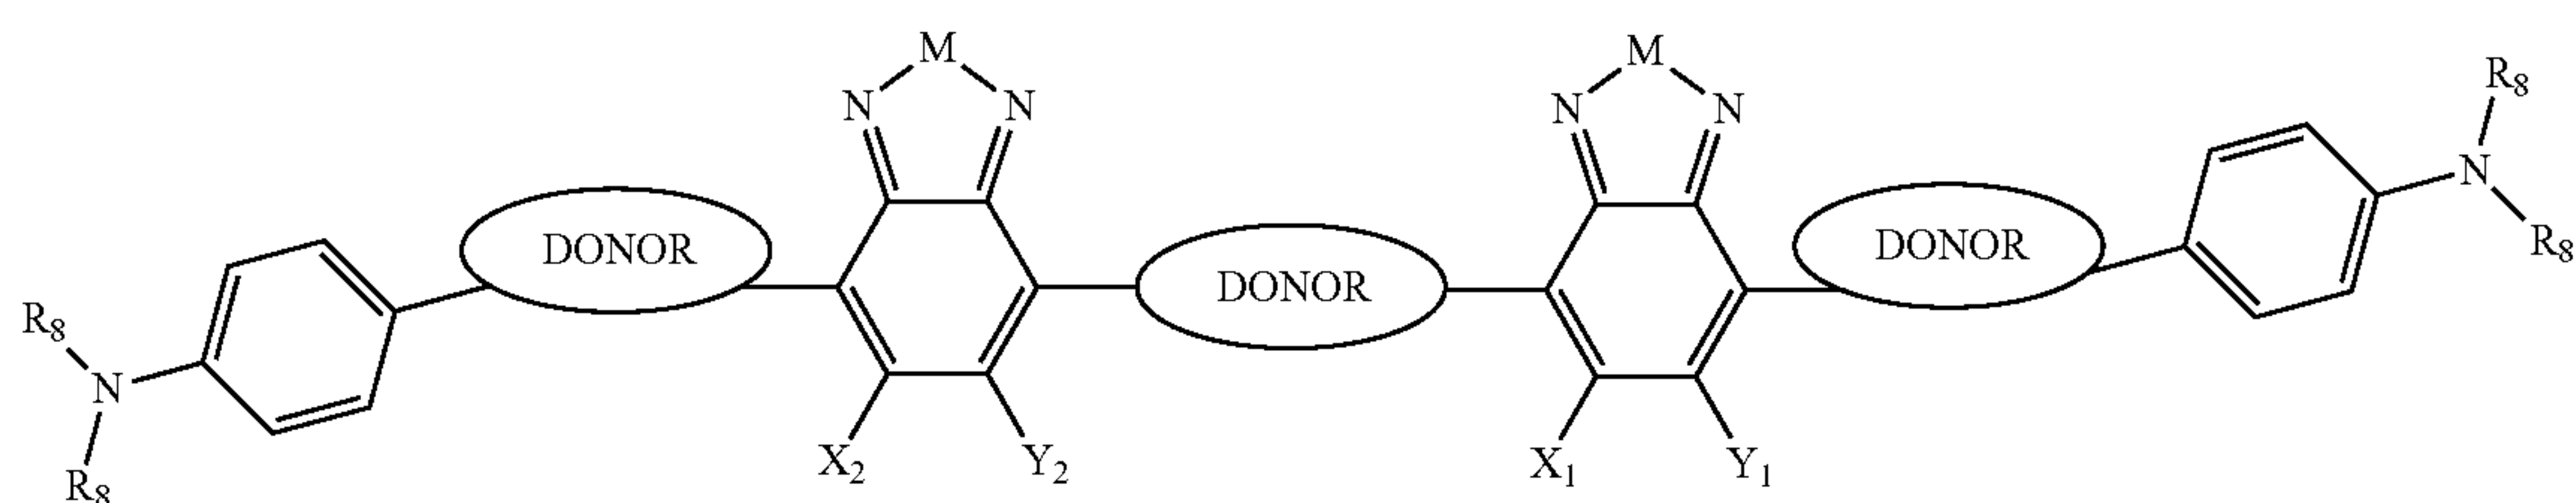 M M
R₈
N N N N
N
DONOR DONOR
R₈
DONOR
R₈
N
X₂ Y₂ X₁ Y₁
R₈